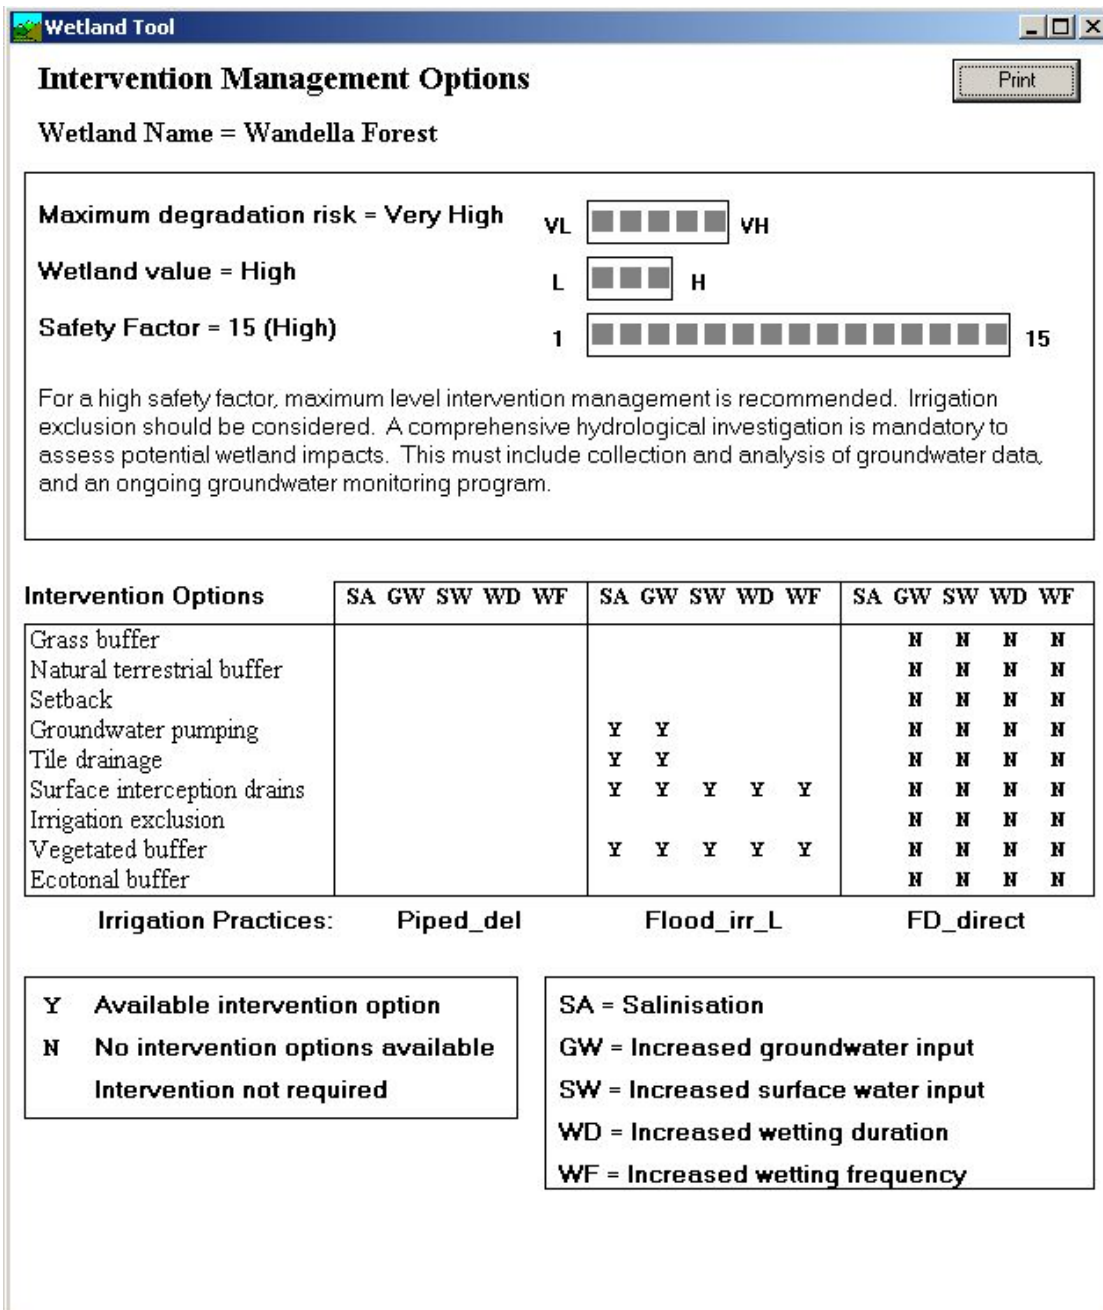 Wetland Tool
Intervention Management Options
Print
Wetland Name = Wandella Forest
Maximum degradation risk = Very High VL VH
Wetland value = High L H
Safety Factor = 15 (High) 1 15
For a high safety factor, maximum level intervention management is recommended. Irrigation
exclusion should be considered. A comprehensive hydrological investigation is mandatory to
assess potential wetland impacts. This must include collection and analysis of groundwater data,
and an ongoing groundwater monitoring program.
Intervention Options SA GW SW WD WF SA GW SW WD WF SA GW SW WD WF
Grass buffer N N N N
Natural terrestrial buffer N N N N
Setback N N N N
Groundwater pumping Y Y N N N N
Tile drainage Y Y N N N N
Surface interception drains Y Y Y Y Y N N N N
Irrigation exclusion N N N N
Vegetated buffer Y Y Y Y Y N N N N
Ecotonal buffer N N N N
Irrigation Practices: Piped_del Flood_irr_L FD_direct
Y Available intervention option
N No intervention options available
Intervention not required
SA = Salinisation
GW = Increased groundwater input
SW = Increased surface water input
WD = Increased wetting duration
WF = Increased wetting frequency